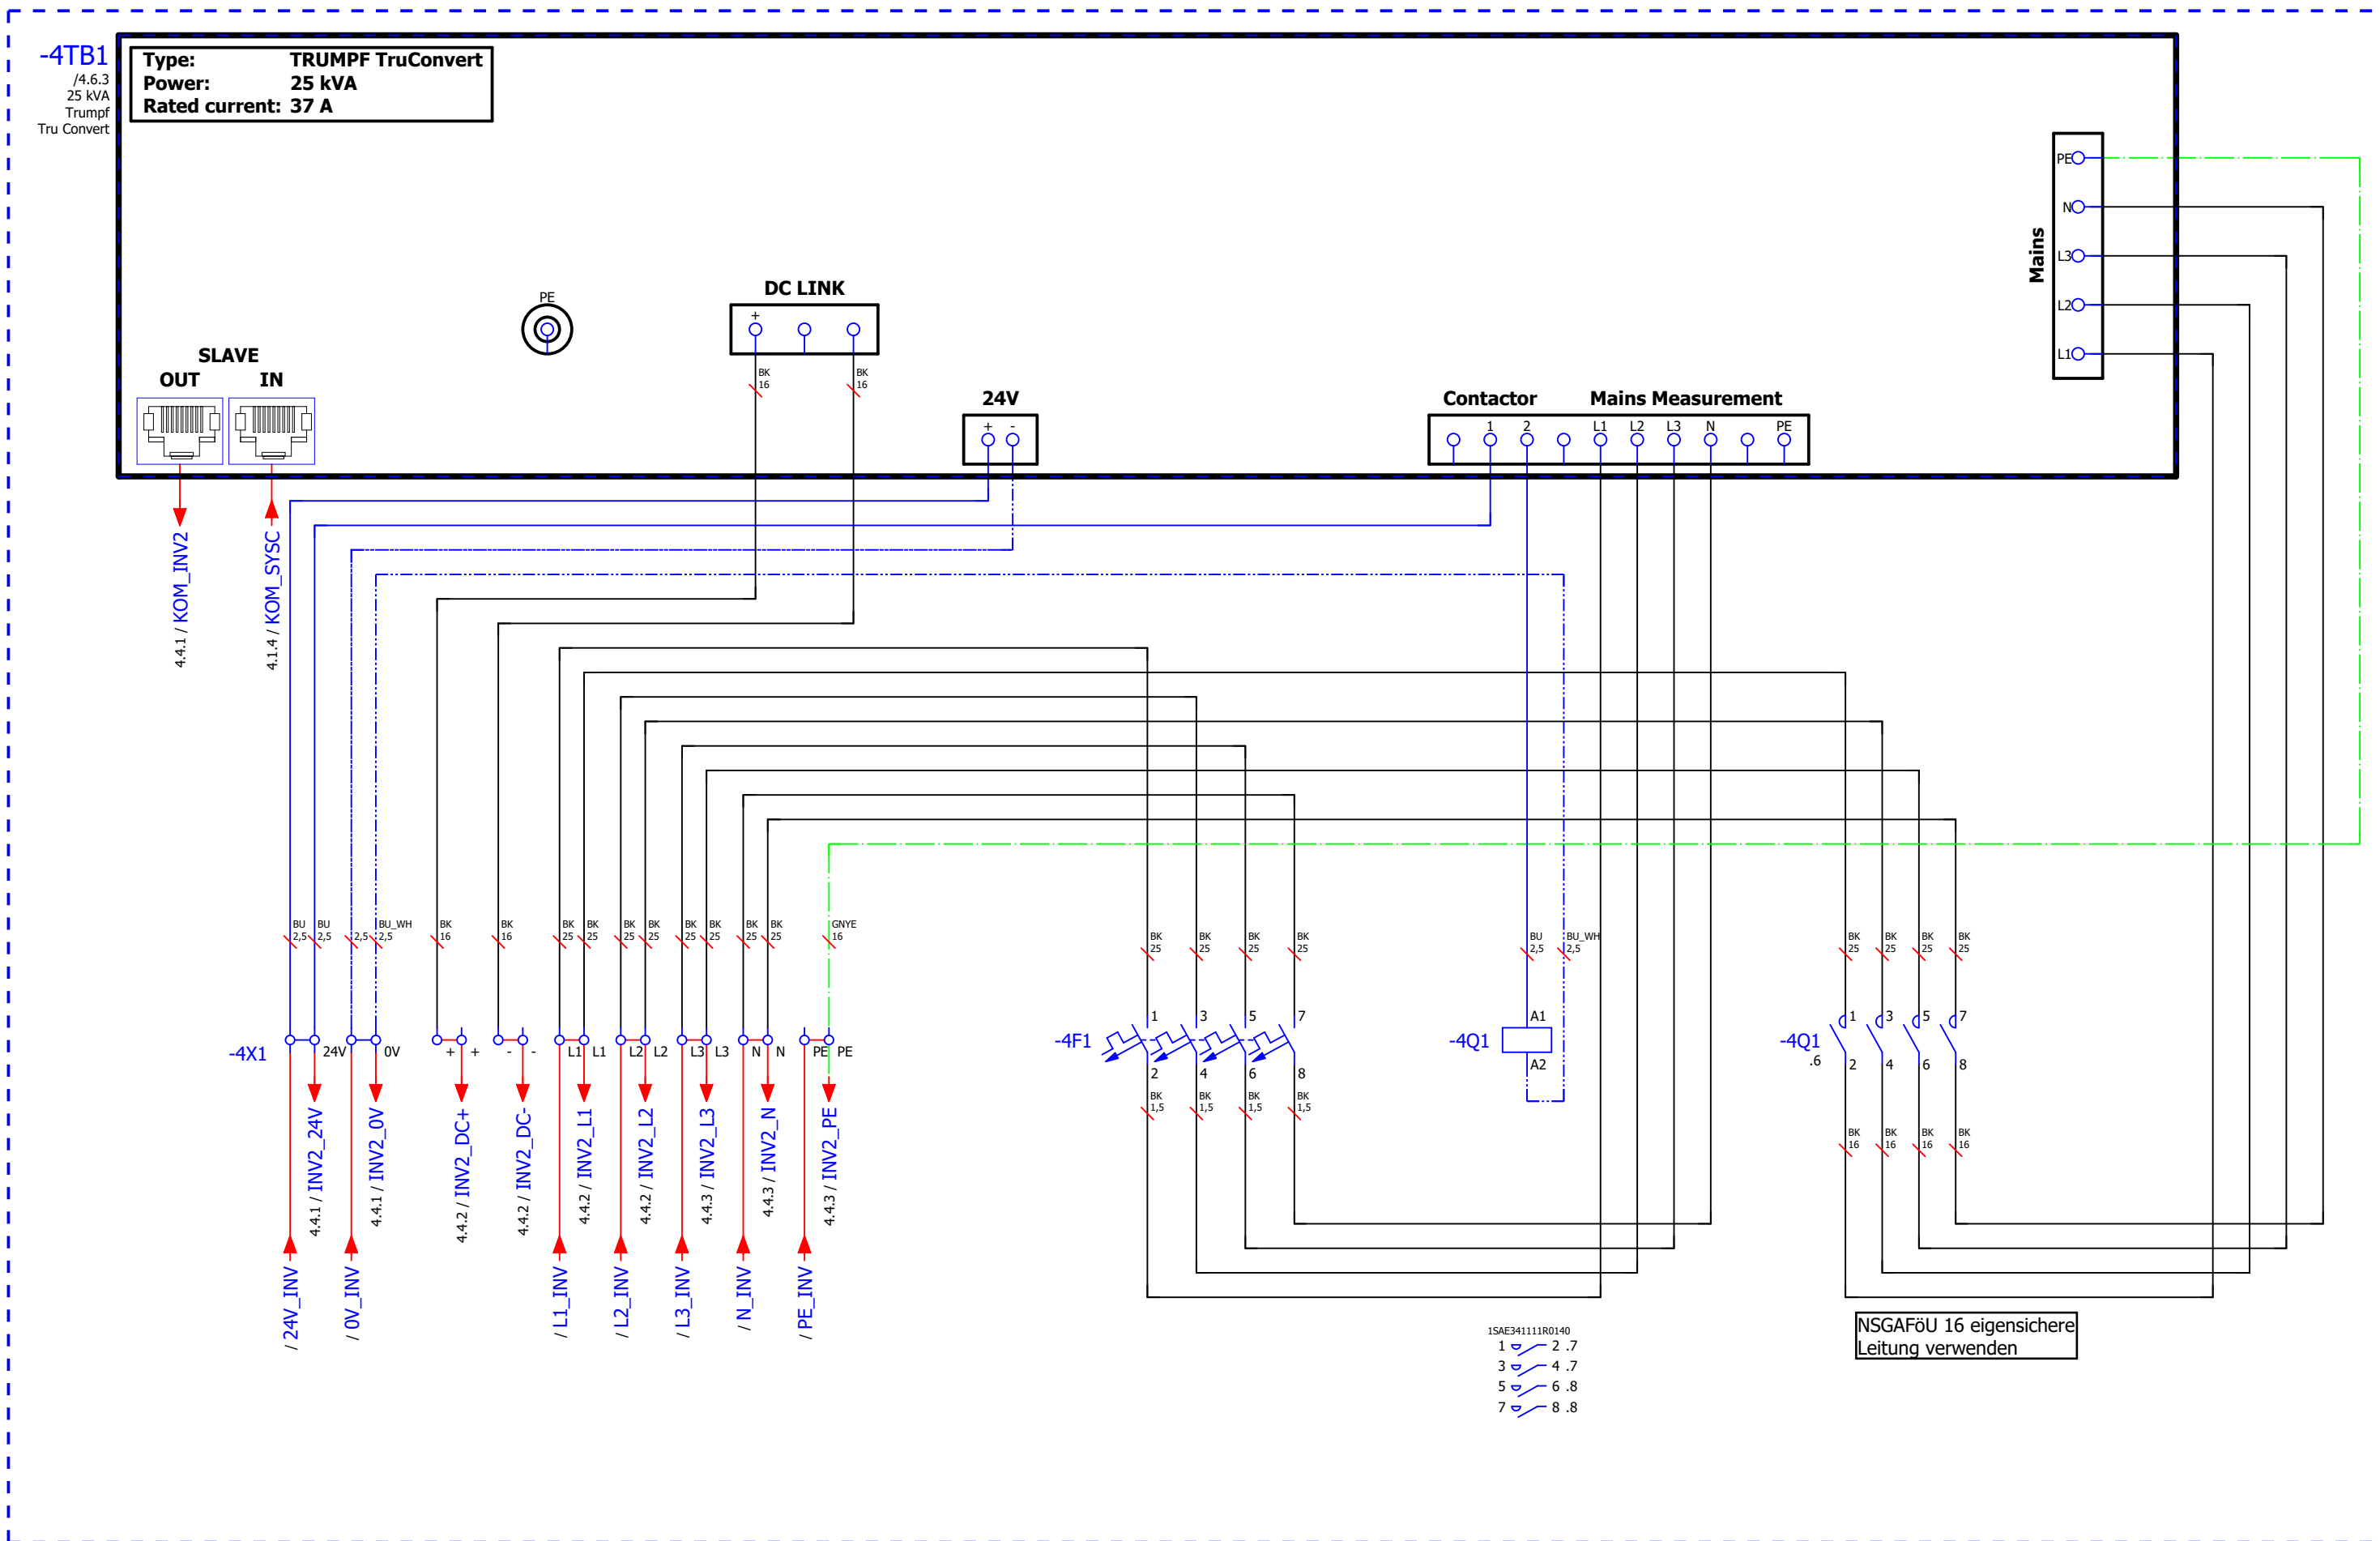 -4TB1
/4.6.3
25 kVA
Trumpf
Tru Convert
Type: TRUMPF TruConvert
Power: 25 kVA
Rated current: 37 A
PE
N
L3
L2
L1
Mains
PE
DC LINK
+
SLAVE
OUT IN
BK
16
BK
16
24V
+ -
Contactor Mains Measurement
1 2 L1 L2 L3 N PE
4.4.1 / KOM_INV2
4.1.4 / KOM_SYSC
BU
2,5
BU
2,5
2,5
BU_WH
2,5
BK
16
BK
16
BK
25
BK
25
BK
25
BK
25
BK
25
BK
25
BK
25
BK
25
GNYE
16
BK
25
BK
25
BK
25
BK
25
BU
2,5
BU_WH
2,5
BK
25
BK
25
BK
25
BK
25
-4X1
24V 0V + + - - L1 L1 L2 L2 L3 L3 N N PE PE
-4F1
1 3 5 7
2 4 6 8
BK
1,5
BK
1,5
BK
1,5
BK
1,5
-4Q1
A1
A2
-4Q1
.6
1 3 5 7
2 4 6 8
BK
16
BK
16
BK
16
BK
16
4.4.1 / INV2_24V
4.4.1 / INV2_0V
4.4.2 / INV2_DC+
4.4.2 / INV2_DC-
4.4.2 / INV2_L1
4.4.2 / INV2_L2
4.4.3 / INV2_L3
4.4.3 / INV2_N
4.4.3 / INV2_PE
/ 24V_INV
/ 0V_INV
/ L1_INV
/ L2_INV
/ L3_INV
/ N_INV
/ PE_INV
1SAE341111R0140
1 2 .7
3 4 .7
5 6 .8
7 8 .8
NSGAFöU 16 eigensichere
Leitung verwenden